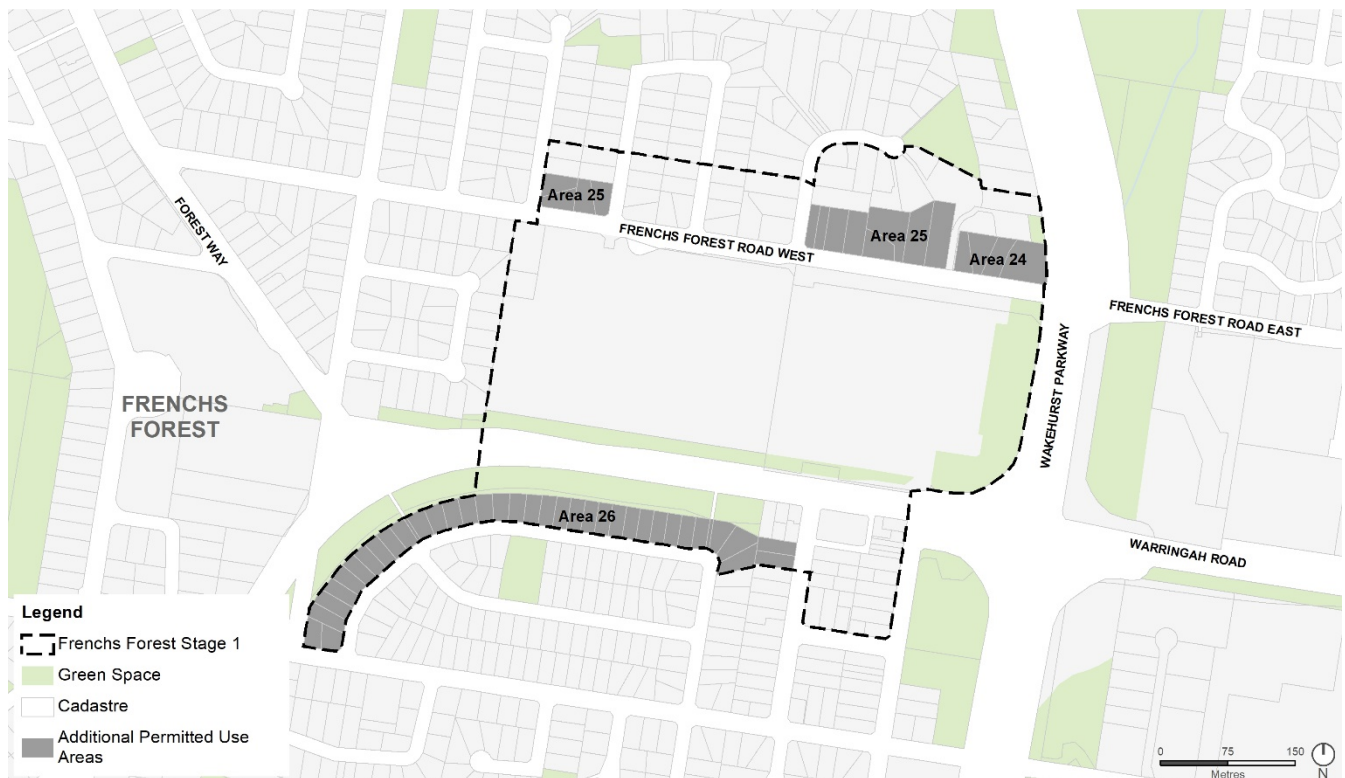 Area 25
FRENCHS FOREST ROAD WEST
Area 25
Area 24
FOREST WAY
FRENCHS FOREST ROAD EAST
WAKEHURST PARKWAY
FRENCHS
FOREST
Area 26
WARRINGAH ROAD
Legend
Frenchs Forest Stage 1
Green Space
Cadastre
Additional Permitted Use
Areas
0 75 150
Metres
N